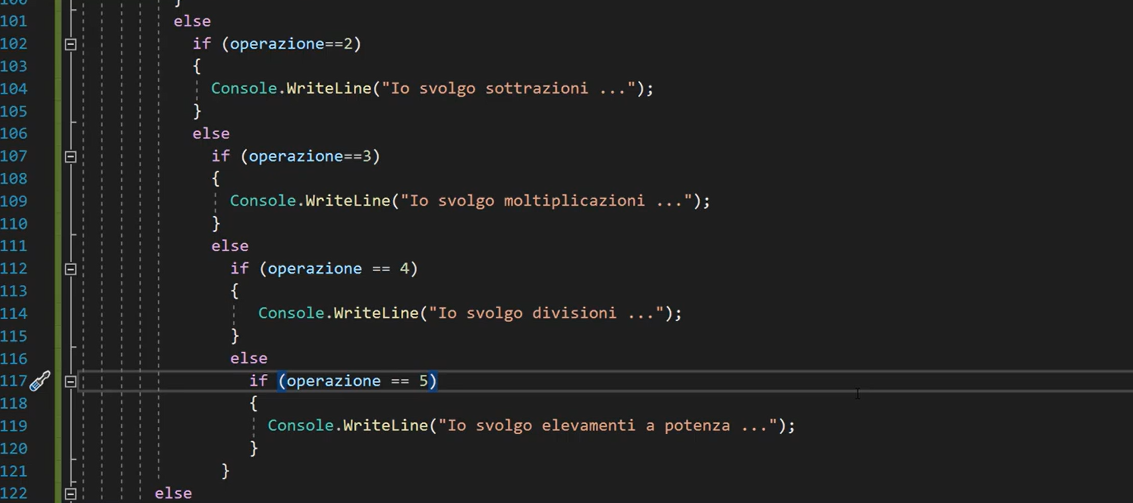 100 }
101 else
102 if (operazione==2)
103 {
104 Console.WriteLine("Io svolgo sottrazioni ...");
105 }
106 else
107 if (operazione==3)
108 {
109 Console.WriteLine("Io svolgo moltiplicazioni ...");
110 }
111 else
112 if (operazione == 4)
113 {
114 Console.WriteLine("Io svolgo divisioni ...");
115 }
116 else
117 if (operazione == 5)
118 {
119 Console.WriteLine("Io svolgo elevamenti a potenza ...");
120 }
121 }
122 else